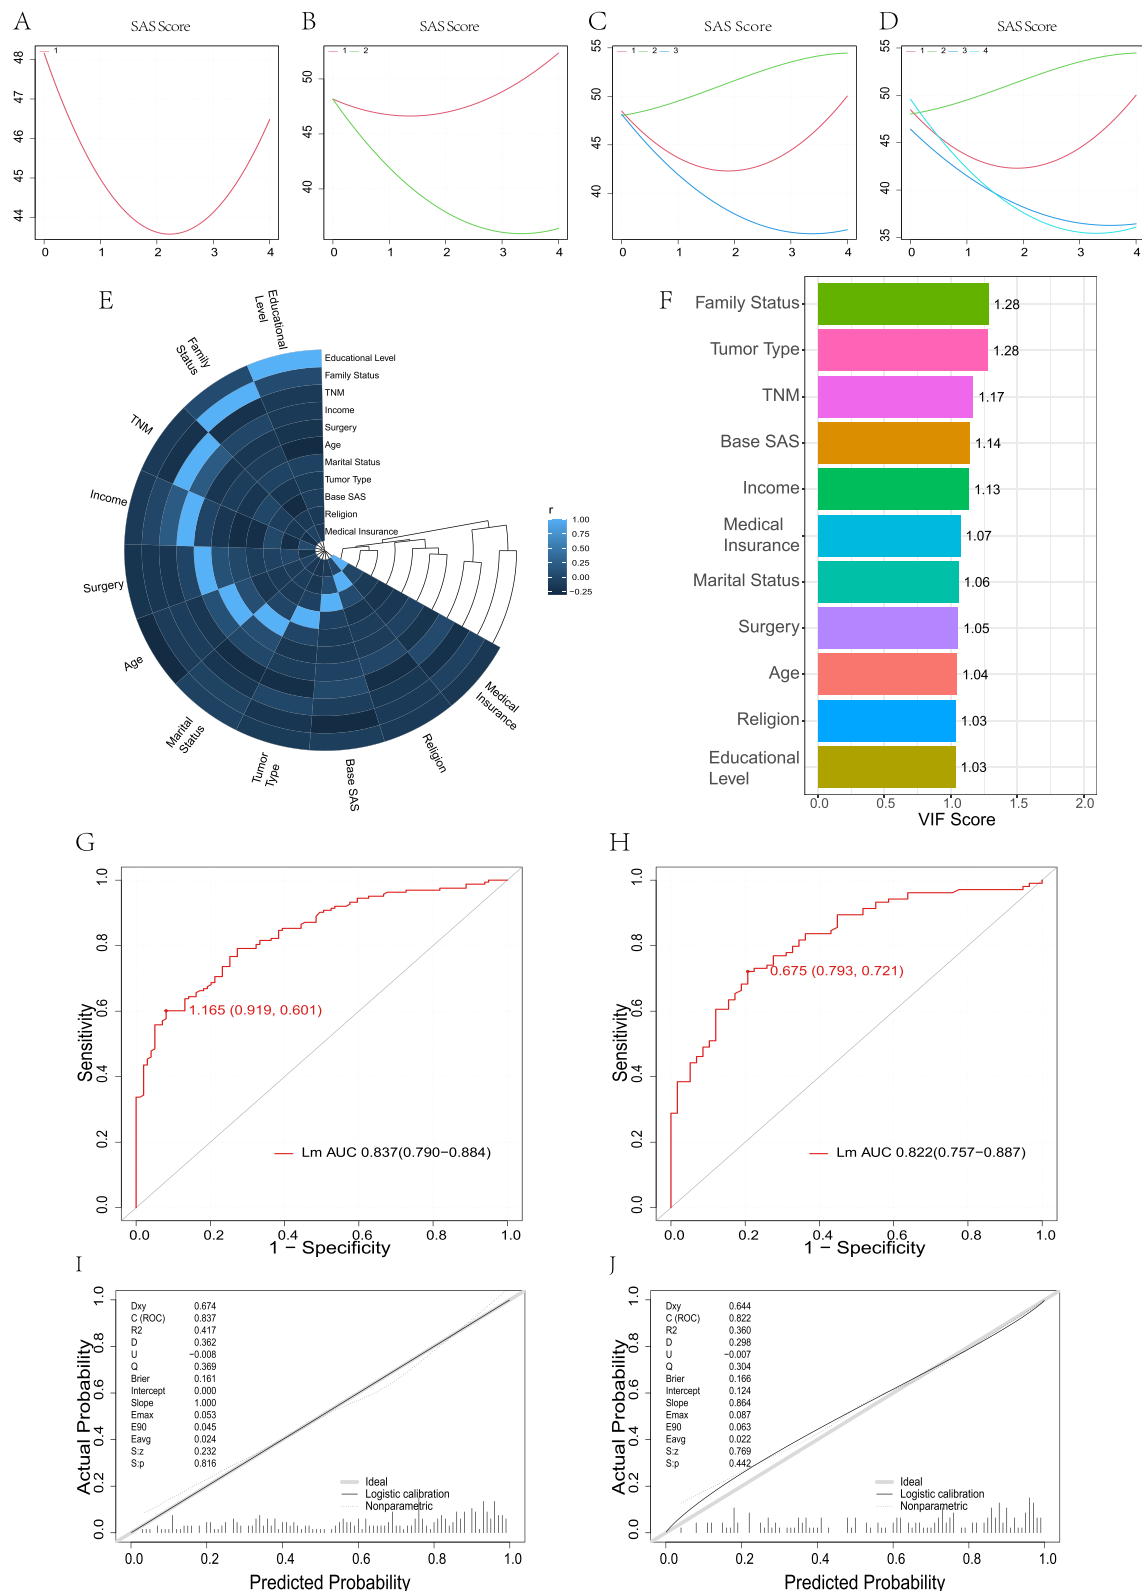 A
SAS Score
1
48
47
46
45
44
0 1 2 3 4
B
SAS Score
1 2
50
45
40
0 1 2 3 4
C
SAS Score
1 2 3
55
50
45
40
0 1 2 3 4
D
SAS Score
1 2 3 4
55
50
45
40
35
0 1 2 3 4
E
Educational
Level
Family
Status
TNM
Income
Surgery
Age
Marital
Status
Tumor
Type
Base SAS
Religion
Medical
Insurance
Educational Level
Family Status
TNM
Income
Surgery
Age
Marital Status
Tumor Type
Base SAS
Religion
Medical Insurance
r
1.00
0.75
0.50
0.25
0.00
−0.25
F
Family Status 1.28
Tumor Type 1.28
TNM 1.17
Base SAS 1.14
Income 1.13
Medical
Insurance 1.07
Marital Status 1.06
Surgery 1.05
Age 1.04
Religion 1.03
Educational
Level 1.03
0.0 0.5 1.0 1.5 2.0
VIF Score
G
Sensitivity
1.0
0.8
0.6
0.4
0.2
0.0
1.165 (0.919, 0.601)
Lm AUC 0.837(0.790−0.884)
0.0 0.2 0.4 0.6 0.8 1.0
1 − Specificity
H
Sensitivity
1.0
0.8
0.6
0.4
0.2
0.0
0.675 (0.793, 0.721)
Lm AUC 0.822(0.757−0.887)
0.0 0.2 0.4 0.6 0.8 1.0
1 − Specificity
I
Actual Probability
1.0
0.8
0.6
0.4
0.2
0.0
Dxy 0.674
C (ROC) 0.837
R2 0.417
D 0.362
U −0.008
Q 0.369
Brier 0.161
Intercept 0.000
Slope 1.000
Emax 0.053
E90 0.045
Eavg 0.024
S:z 0.232
S:p 0.816
Ideal
Logistic calibration
Nonparametric
0.0 0.2 0.4 0.6 0.8 1.0
Predicted Probability
J
Actual Probability
1.0
0.8
0.6
0.4
0.2
0.0
Dxy 0.644
C (ROC) 0.822
R2 0.360
D 0.298
U −0.007
Q 0.304
Brier 0.166
Intercept 0.124
Slope 0.864
Emax 0.087
E90 0.063
Eavg 0.022
S:z 0.769
S:p 0.442
Ideal
Logistic calibration
Nonparametric
0.0 0.2 0.4 0.6 0.8 1.0
Predicted Probability